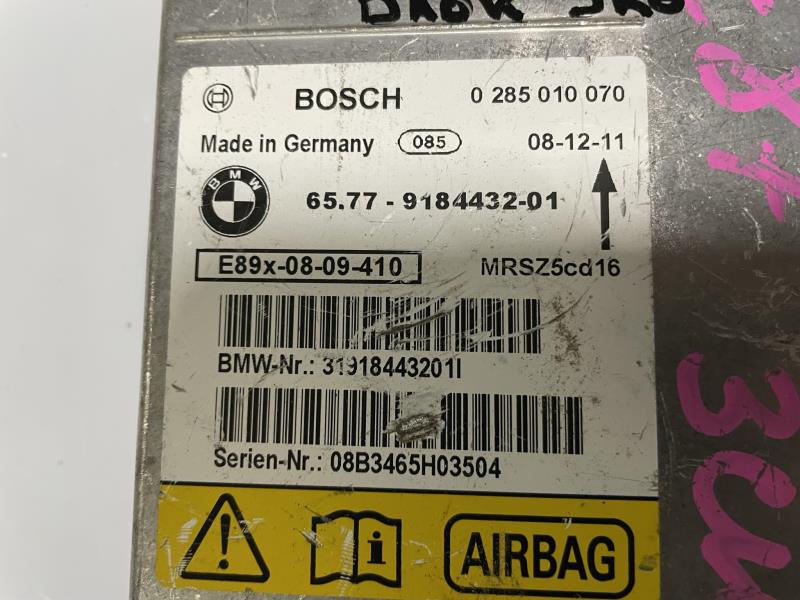 BOSCH 0 285 010 070
Made in Germany 085 08-12-11
BMW 65.77 - 9184432-01
E89x-08-09-410 MRSZ5cd16
BMW-Nr.: 31918443201I
Serien-Nr.: 08B3465H03504
i AIRBAG